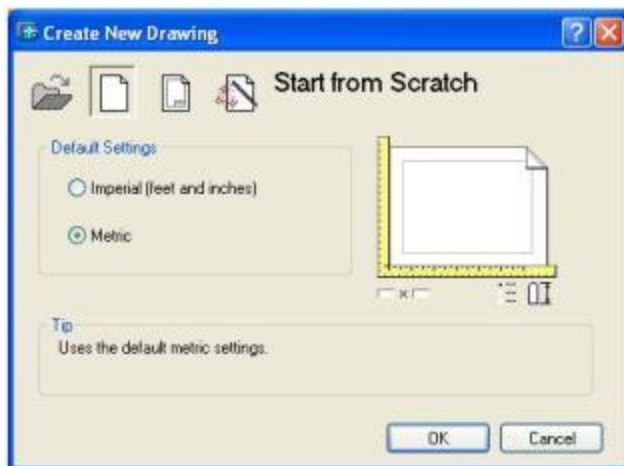 Create New Drawing
Start from Scratch
Default Settings
Imperial (feet and inches)
Metric
Tip
Uses the default metric settings.
OK Cancel